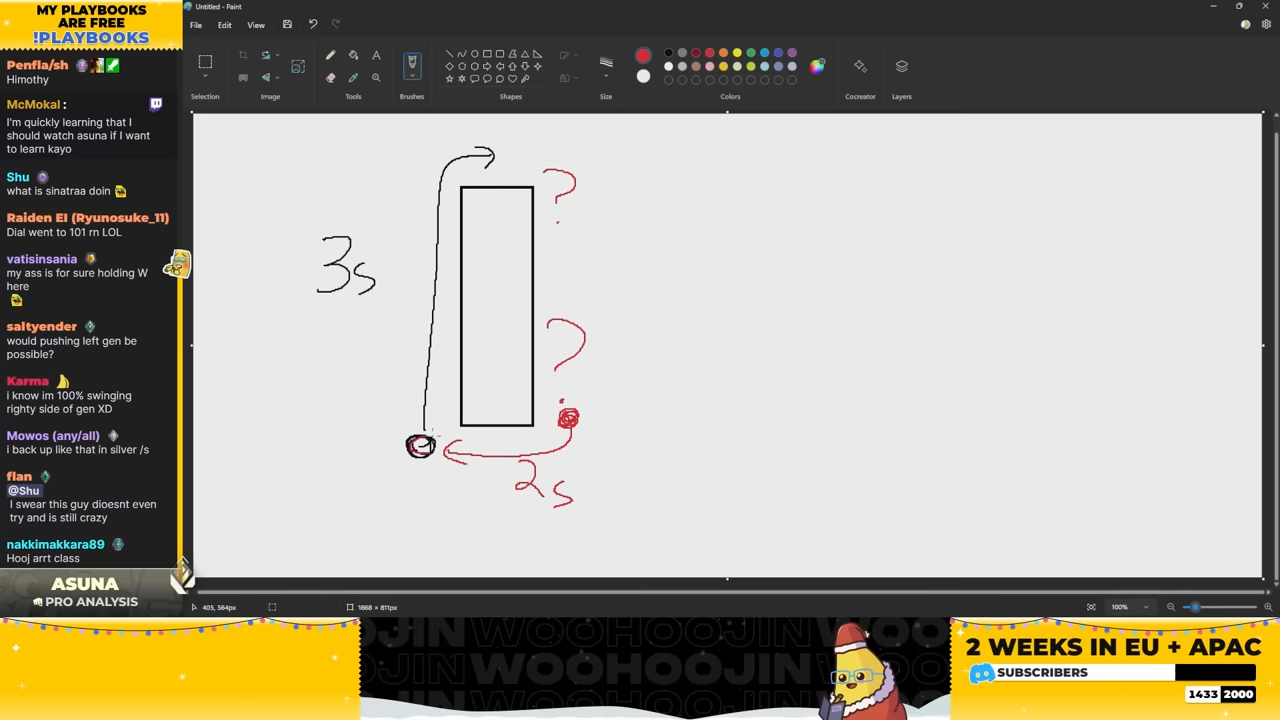 MY PLAYBOOKS
ARE FREE
!PLAYBOOKS
Penfla/sh
Himothy
McMokal :
I'm quickly learning that I
should watch asuna if I want
to learn kayo
Shu
what is sinatraa doin
Raiden EI (Ryunosuke_11)
Dial went to 101 rn LOL
vatisinsania
my ass is for sure holding W
here
saltyender
would pushing left gen be
possible?
Karma
i know im 100% swinging
righty side of gen XD
Mowos (any/all)
i back up like that in silver /s
flan
@Shu
I swear this guy dioesnt even
try and is still crazy
nakkimakkara89
Hooj arrt class
ASUNA
PRO ANALYSIS
Untitled - Paint
File Edit View
Selection Image Tools Brushes Shapes Size Colors Cocreator Layers
?
3s
?
2s
405, 564px 1868 × 811px 100%
WOOHOOJIN WOOHOOJIN
2 WEEKS IN EU + APAC
SUBSCRIBERS
1433 2000